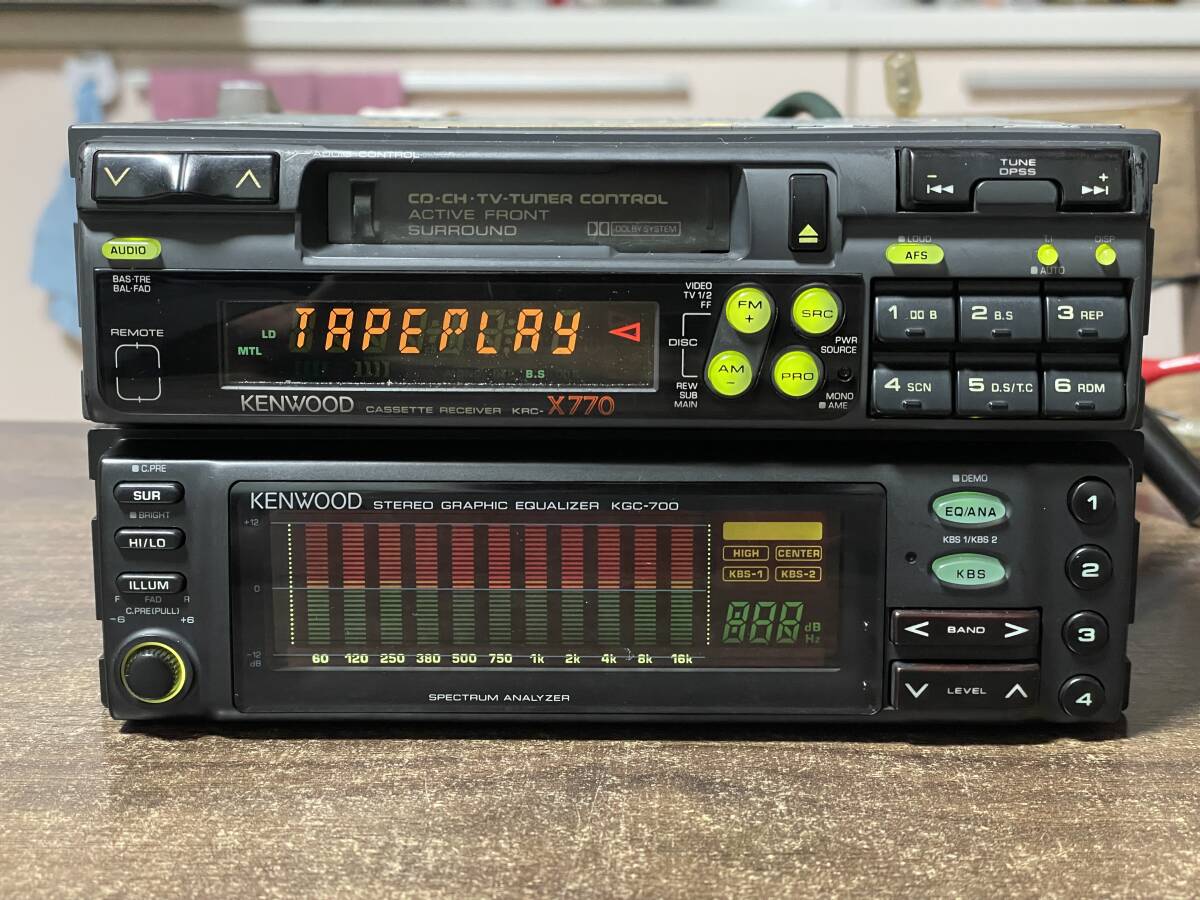 AUDIO CONTROL
CD-CH·TV-TUNER CONTROL
ACTIVE FRONT
SURROUND
DOLBY SYSTEM
TUNE
DPSS
−
+
AUDIO
BAS·TRE
BAL·FAD
REMOTE
LD
MTL
TAPEPLAY
B.S
KENWOOD CASSETTE RECEIVER KRC-X770
VIDEO
TV 1/2
FF
DISC
REW
SUB
MAIN
FM
+
AM
−
SRC
PRO
PWR
SOURCE
MONO
AME
LOUD
AFS
T.I
AUTO
DISP
1 B
2 B.S
3 REP
4 SCN
5 D.S/T.C
6 RDM
C.PRE
SUR
BRIGHT
HI/LO
ILLUM
F FAD R
C.PRE(PULL)
−6 +6
KENWOOD STEREO GRAPHIC EQUALIZER KGC-700
+12
0
−12
dB
60 120 250 380 500 750 1k 2k 4k 8k 16k
SPECTRUM ANALYZER
HIGH CENTER
KBS-1 KBS-2
888 dB
Hz
DEMO
EQ/ANA
KBS 1/KBS 2
KBS
< BAND >
LEVEL
1
2
3
4